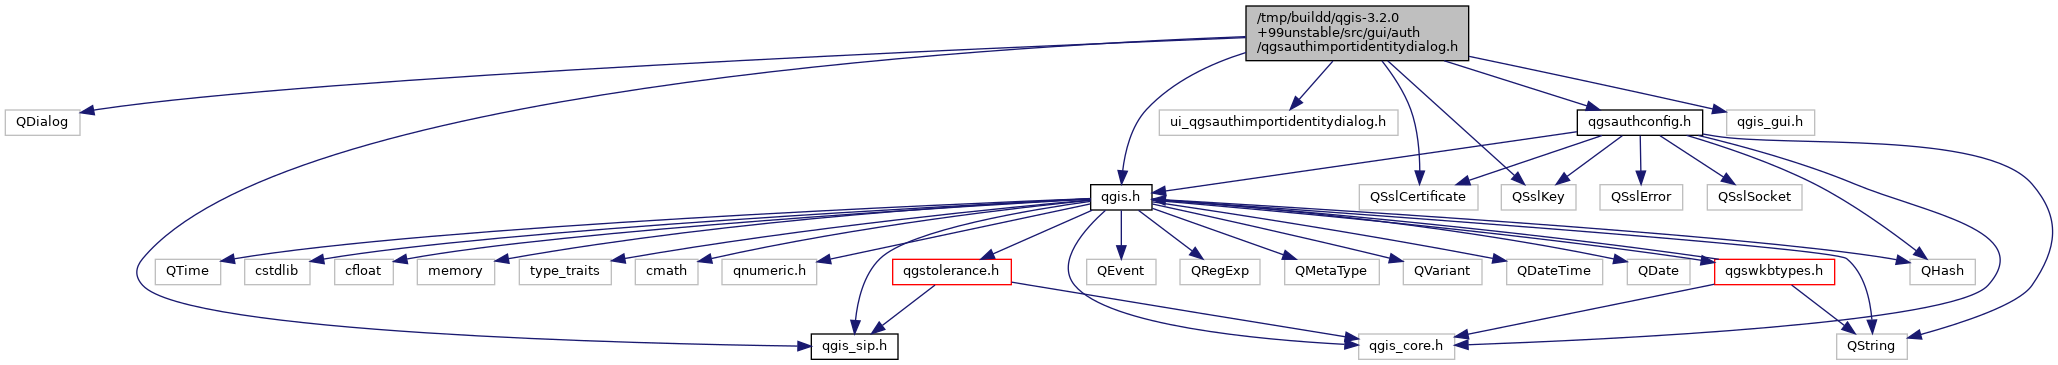 /tmp/buildd/qgis-3.2.0
+99unstable/src/gui/auth
/qgsauthimportidentitydialog.h
QDialog
ui_qgsauthimportidentitydialog.h
qgsauthconfig.h
qgis_gui.h
qgis.h
QSslCertificate
QSslKey
QSslError
QSslSocket
QTime
cstdlib
cfloat
memory
type_traits
cmath
qnumeric.h
qgstolerance.h
QEvent
QRegExp
QMetaType
QVariant
QDateTime
QDate
qgswkbtypes.h
QHash
qgis_sip.h
qgis_core.h
QString